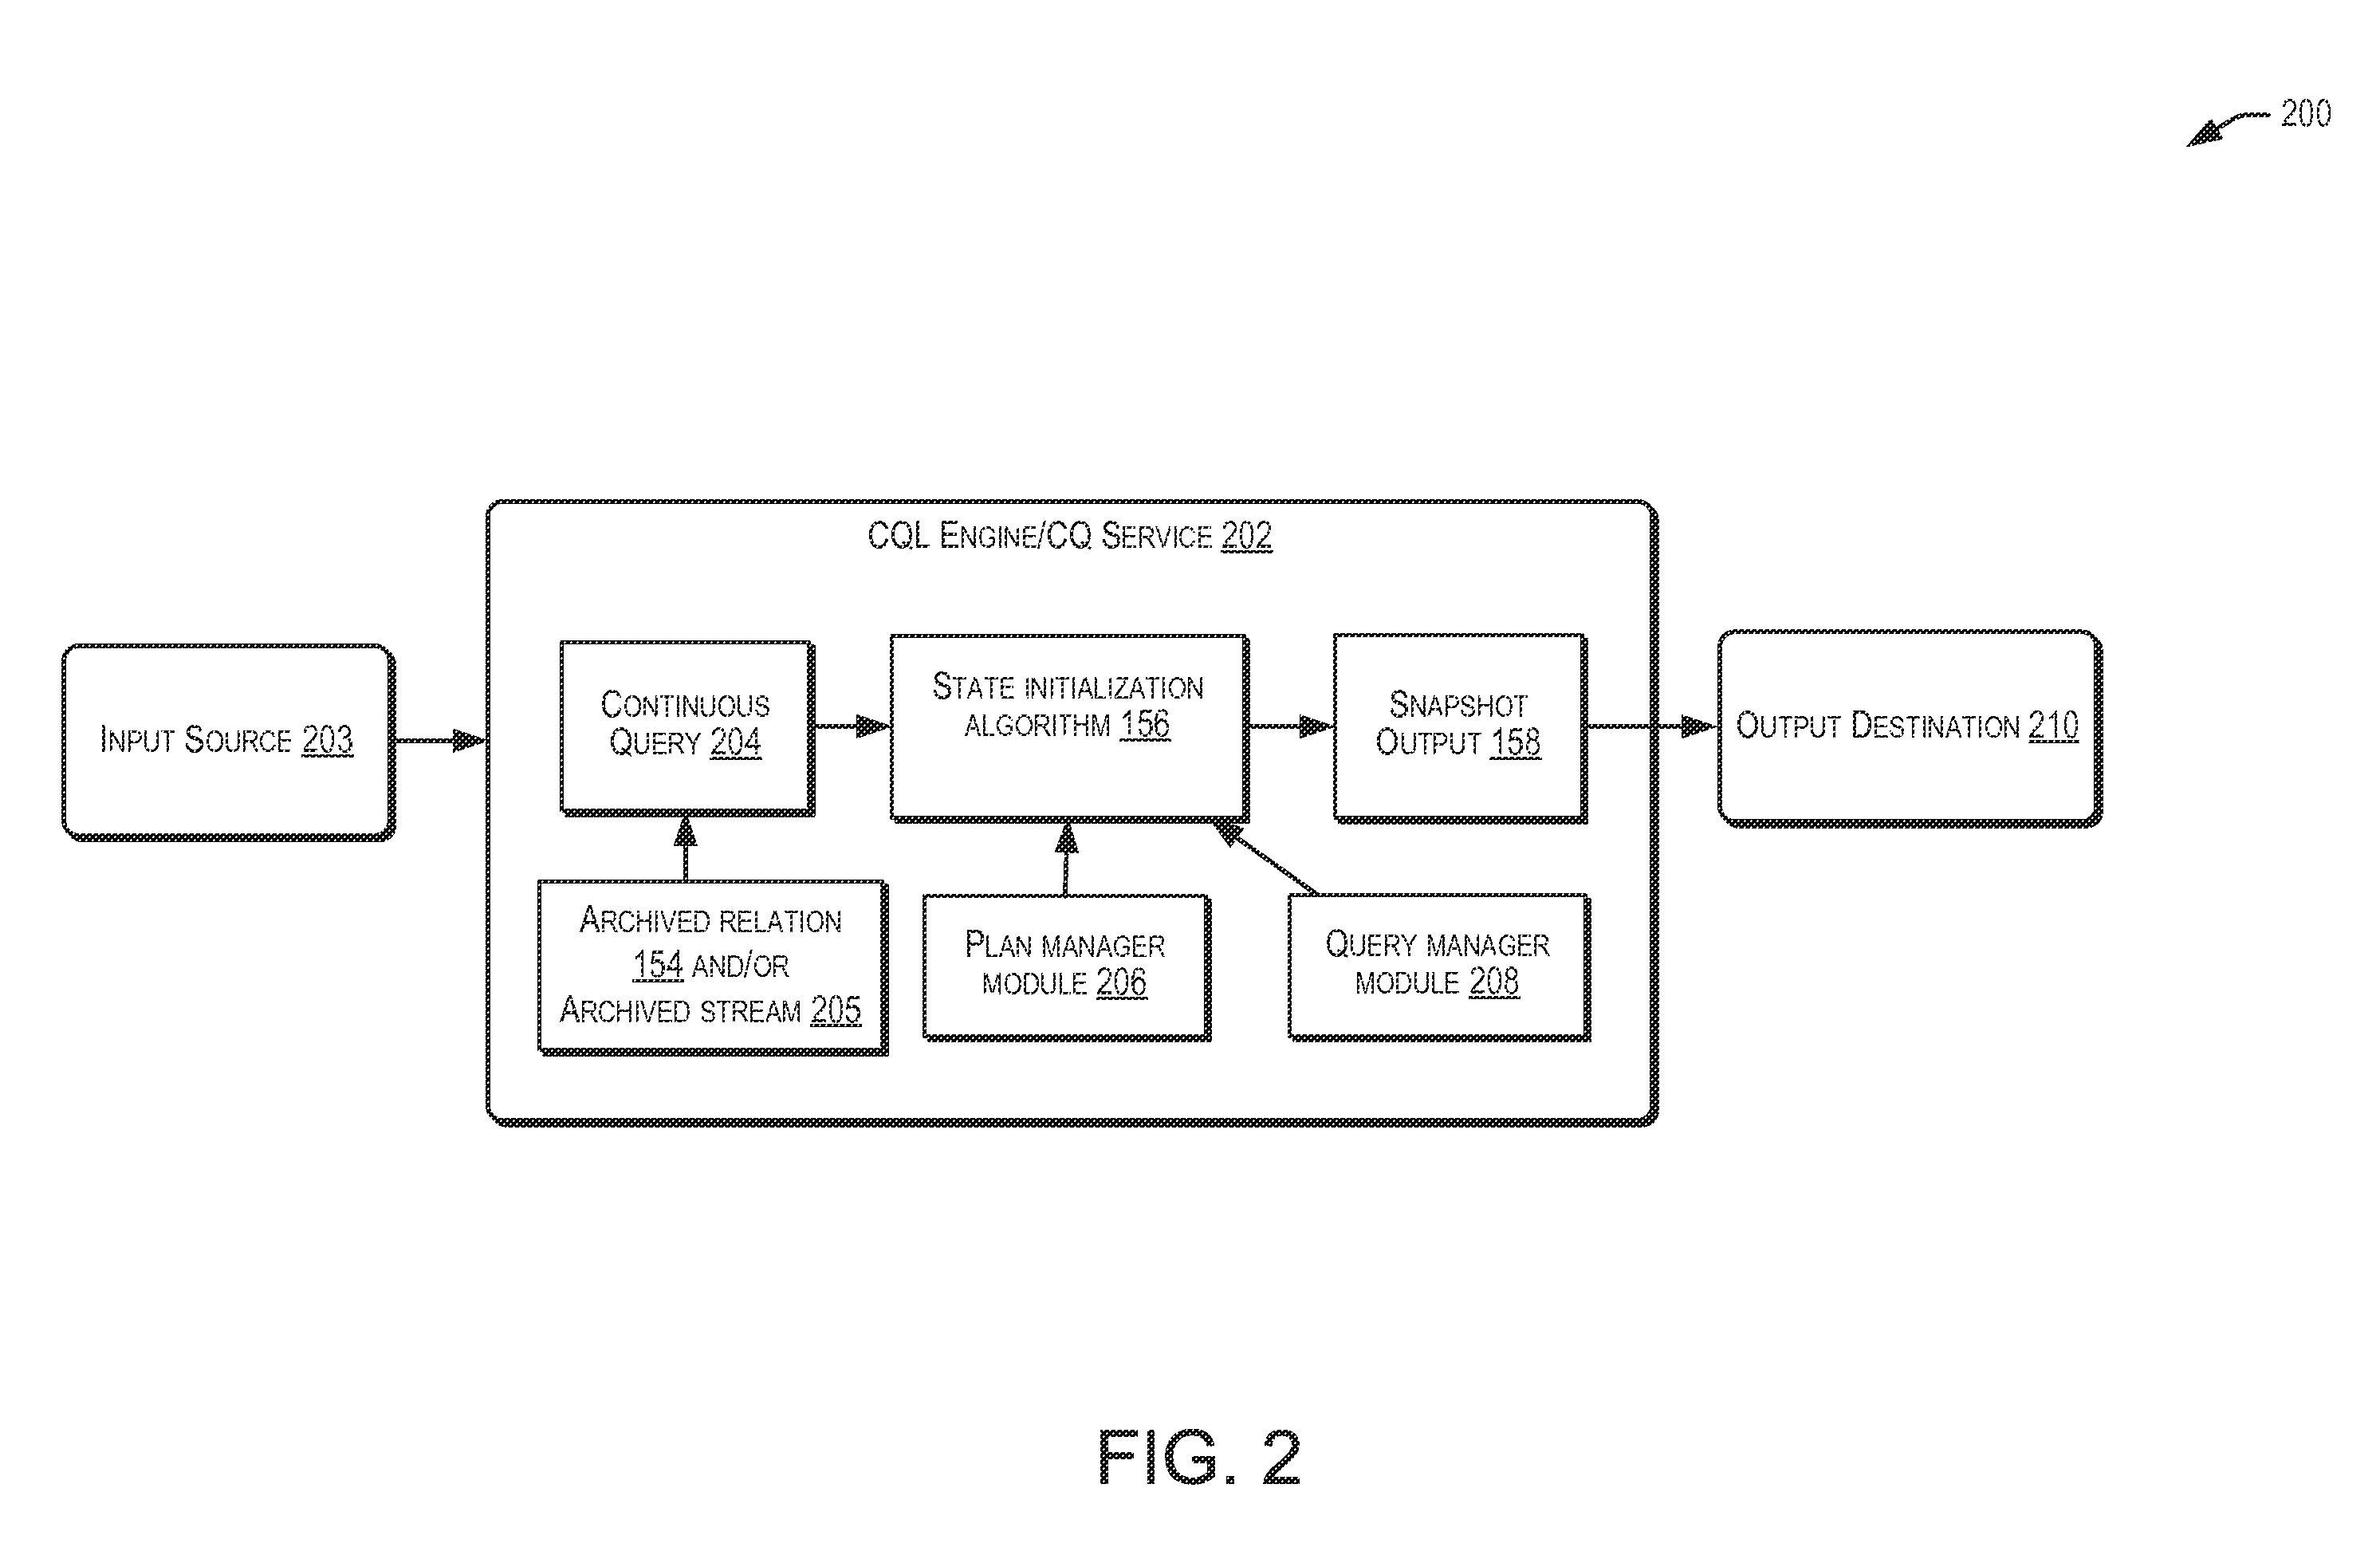 200
CQL Engine/CQ Service 202
Input Source 203
Continuous
Query 204
State initialization
algorithm 156
Snapshot
Output 158
Output Destination 210
Archived relation
154 and/or
Archived stream 205
Plan manager
module 206
Query manager
module 208
FIG. 2